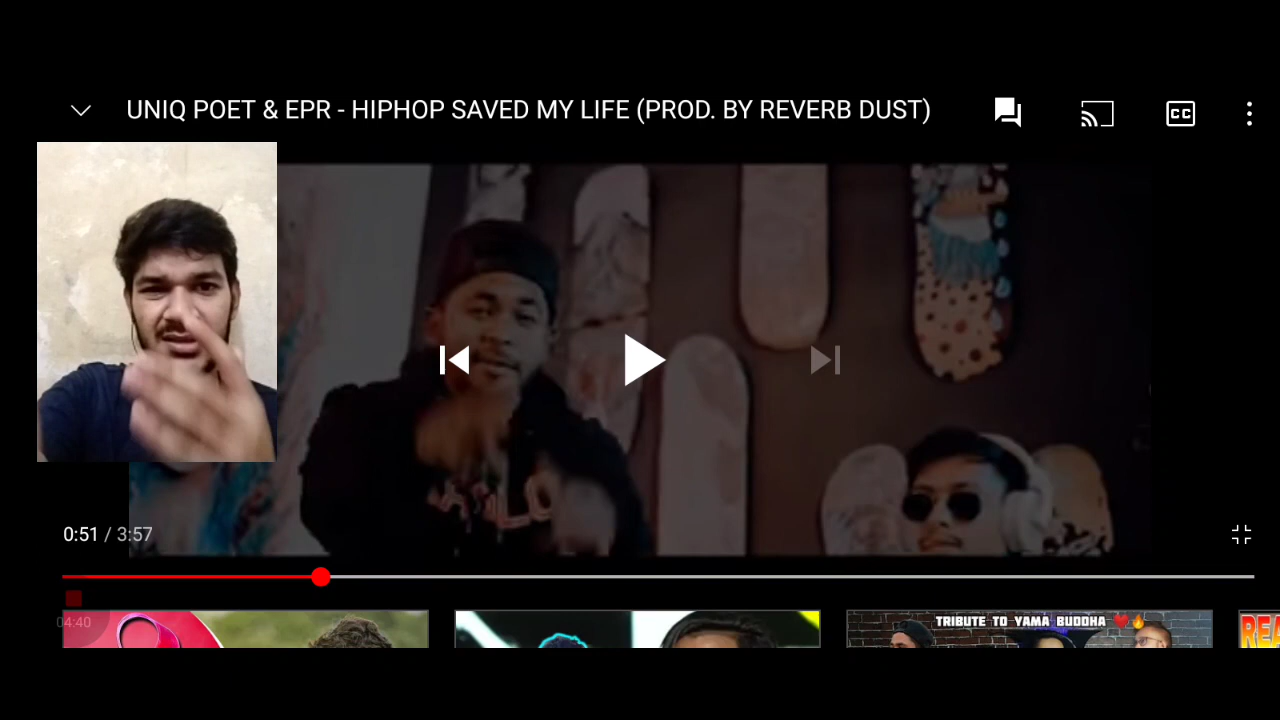 UNIQ POET & EPR - HIPHOP SAVED MY LIFE (PROD. BY REVERB DUST)
CC
0:51 / 3:57
04:40
TRIBUTE TO YAMA BUDDHA